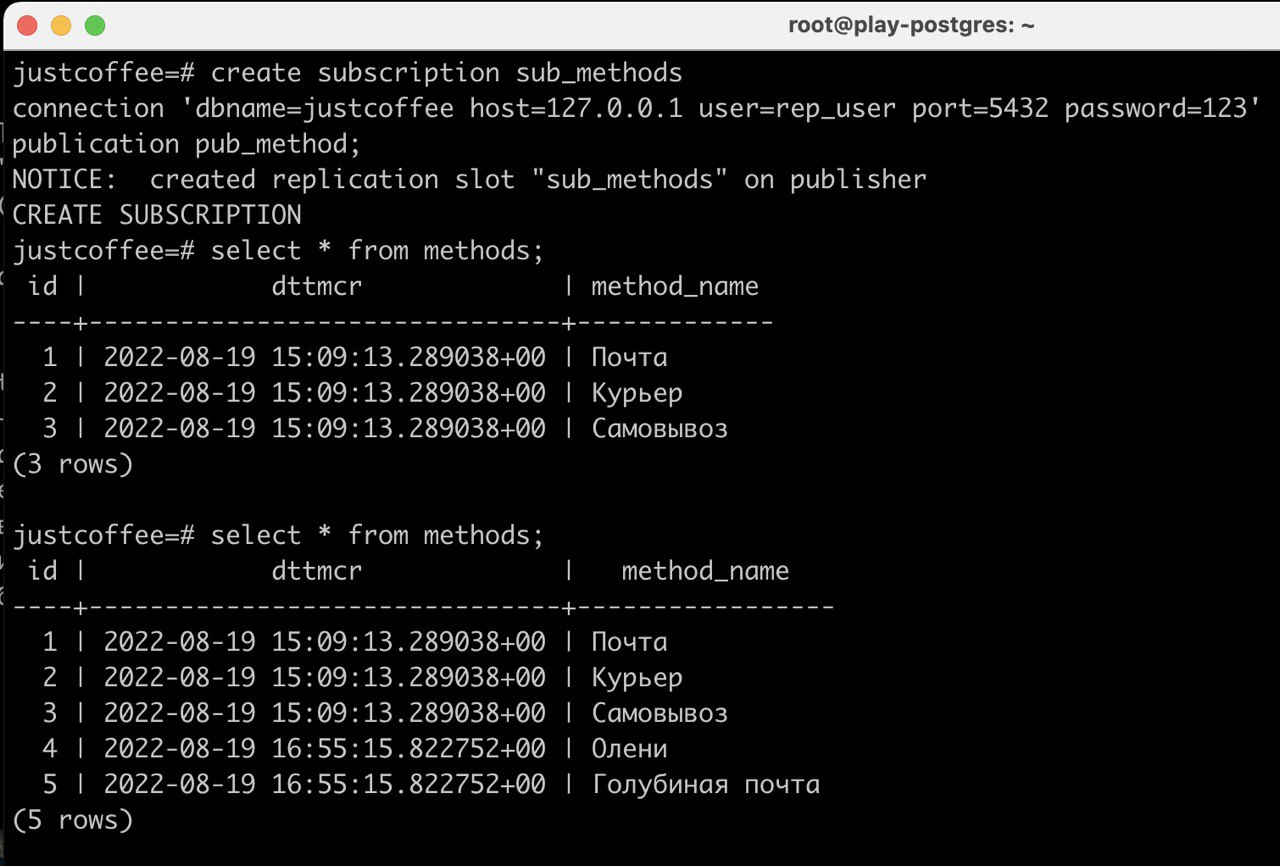 root@play-postgres: ~
justcoffee=# create subscription sub_methods
connection 'dbname=justcoffee host=127.0.0.1 user=rep_user port=5432 password=123'
publication pub_method;
NOTICE:  created replication slot "sub_methods" on publisher
CREATE SUBSCRIPTION
justcoffee=# select * from methods;
 id |            dttmcr             | method_name
----+-------------------------------+-------------
  1 | 2022-08-19 15:09:13.289038+00 | Почта
  2 | 2022-08-19 15:09:13.289038+00 | Курьер
  3 | 2022-08-19 15:09:13.289038+00 | Самовывоз
(3 rows)
justcoffee=# select * from methods;
 id |            dttmcr             |   method_name
----+-------------------------------+-----------------
  1 | 2022-08-19 15:09:13.289038+00 | Почта
  2 | 2022-08-19 15:09:13.289038+00 | Курьер
  3 | 2022-08-19 15:09:13.289038+00 | Самовывоз
  4 | 2022-08-19 16:55:15.822752+00 | Олени
  5 | 2022-08-19 16:55:15.822752+00 | Голубиная почта
(5 rows)